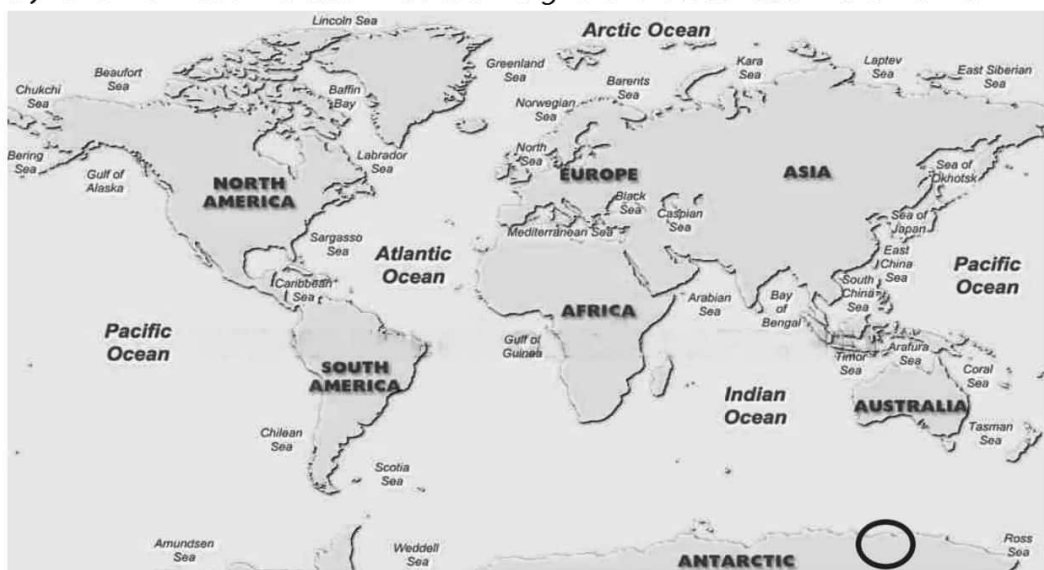 Lincoln Sea
Arctic Ocean
Beaufort
Sea
Chukchi
Sea
Baffin
Bay
Greenland
Sea
Barents
Sea
Kara
Sea
Laptev
Sea
East Siberian
Sea
Norwegian
Sea
Bering
Sea
Gulf of
Alaska
Labrador
Sea
North
Sea
NORTH
AMERICA
EUROPE
ASIA
Sea of
Okhotsk
Black
Sea
Caspian
Sea
Sea of
Japan
Sargasso
Sea
Mediterranean Sea
Atlantic
Ocean
East
China
Sea
Pacific
Ocean
Caribbean
Sea
AFRICA
Arabian
Sea
Bay
of
Bengal
South
China
Sea
Pacific
Ocean
Gulf of
Guinea
SOUTH
AMERICA
Timor
Sea
Arafura
Sea
Coral
Sea
Indian
Ocean
AUSTRALIA
Chilean
Sea
Tasman
Sea
Scotia
Sea
Amundsen
Sea
Weddell
Sea
Ross
Sea
ANTARCTIC